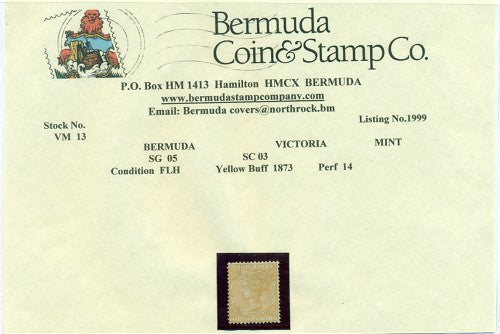 Bermuda
Coin&Stamp Co.
P.O. Box HM 1413 Hamilton HMCX BERMUDA
www.bermudastampcompany.com
Email: Bermuda covers@northrock.bm
Stock No.
Listing No.1999
VM 13
BERMUDA VICTORIA MINT
SG 05 SC 03
Condition FLH Yellow Buff 1873 Perf 14